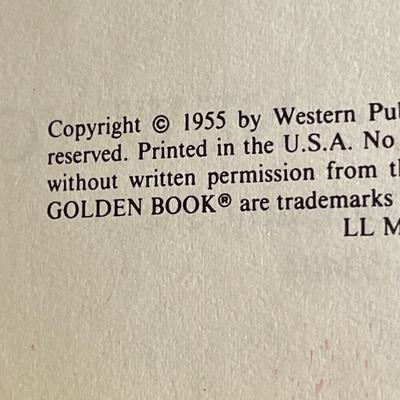 Copyright © 1955 by Western Pu
reserved. Printed in the U.S.A. No
without written permission from th
GOLDEN BOOK® are trademarks
LL M